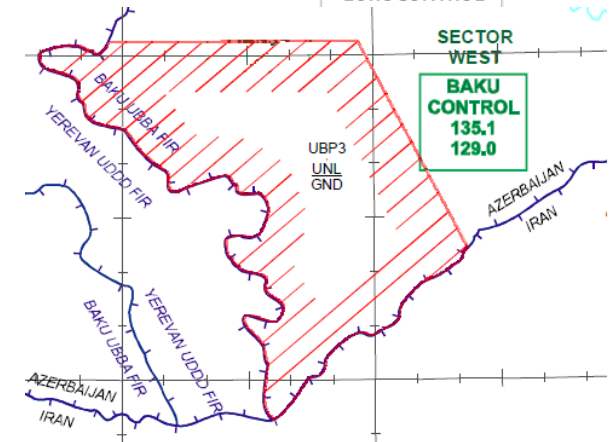 SECTOR
WEST
BAKU
CONTROL
135.1
129.0
BAKU UBBA FIR
YEREVAN UDDD FIR
UBP3
UNL
GND
AZERBAIJAN
IRAN
YEREVAN UDDD FIR
BAKU UBBA FIR
AZERBAIJAN
IRAN